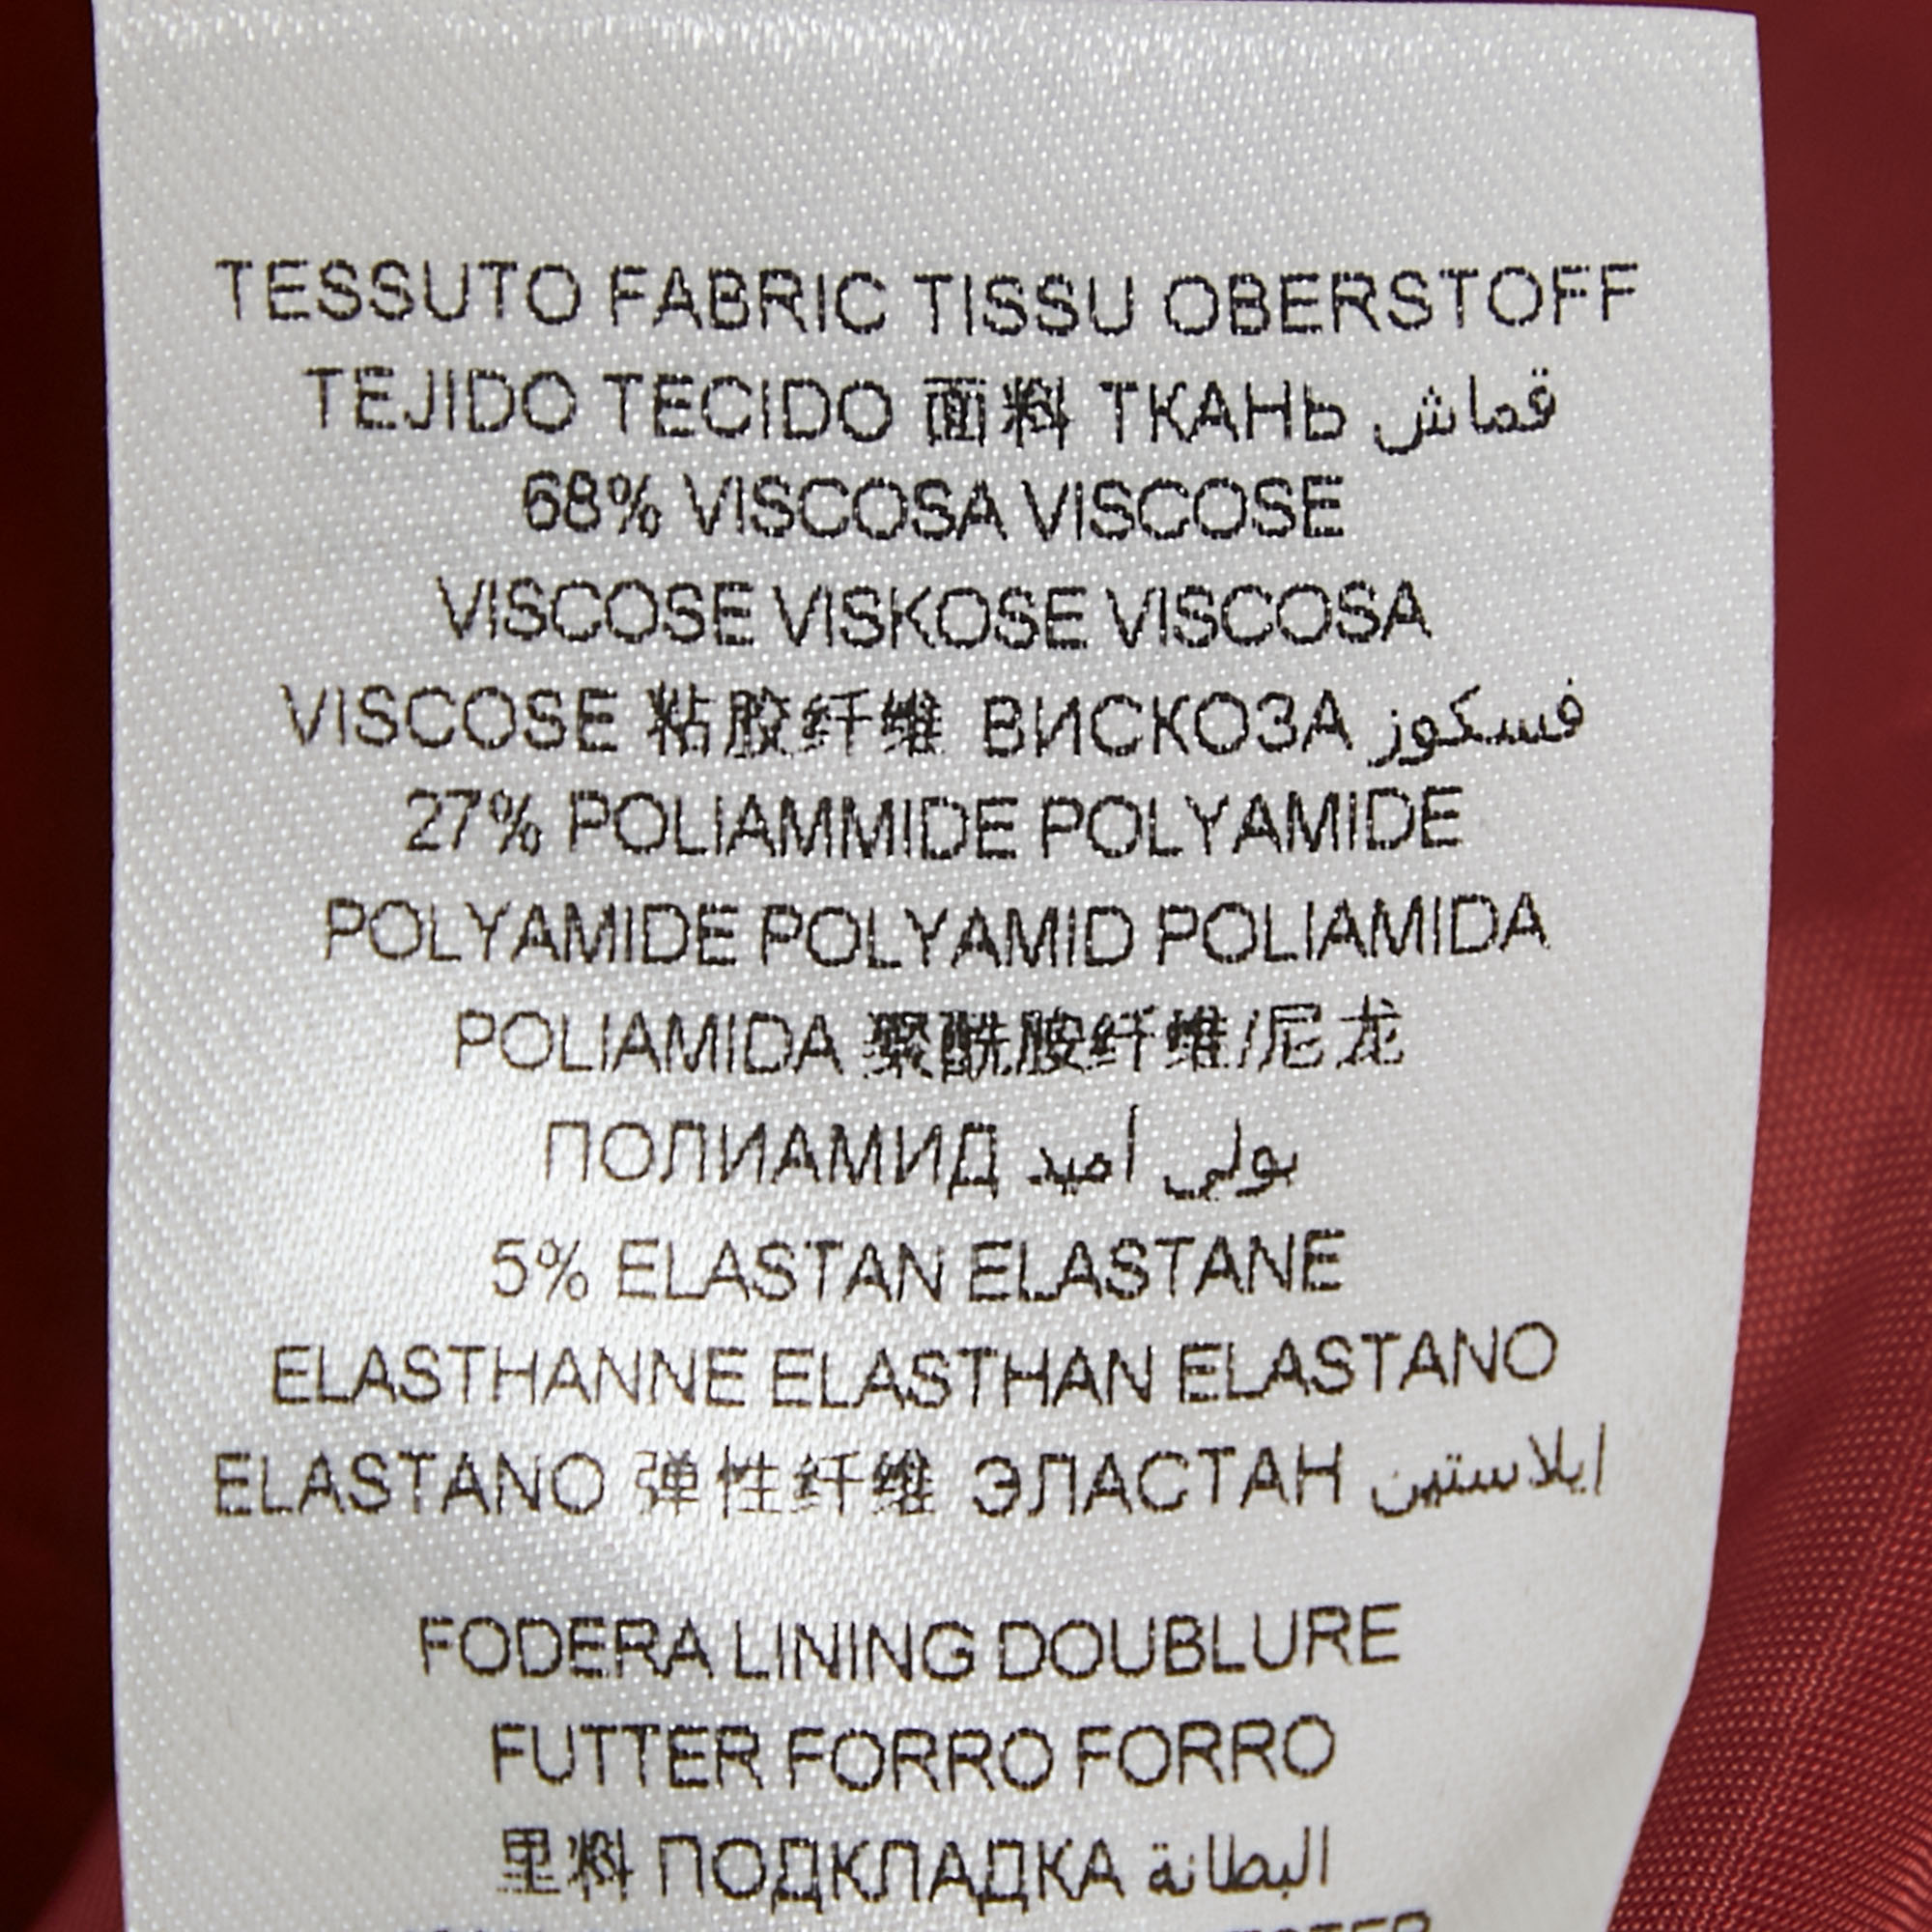 TESSUTO FABRIC TISSU OBERSTOFF
TEJIDO TECIDO 面料 ТКАНЬ قماش
68% VISCOSA VISCOSE
VISCOSE VISKOSE VISCOSA
VISCOSE 粘胶纤维 ВИСКОЗА فسكوز
27% POLIAMMIDE POLYAMIDE
POLYAMIDE POLYAMID POLIAMIDA
POLIAMIDA 聚酰胺纤维/尼龙
ПОЛИАМИД بولي أميد
5% ELASTAN ELASTANE
ELASTHANNE ELASTHAN ELASTANO
ELASTANO 弹性纤维 ЭЛАСТАН ايلاستين
FODERA LINING DOUBLURE
FUTTER FORRO FORRO
里料 ПОДКЛАДКА البطانة